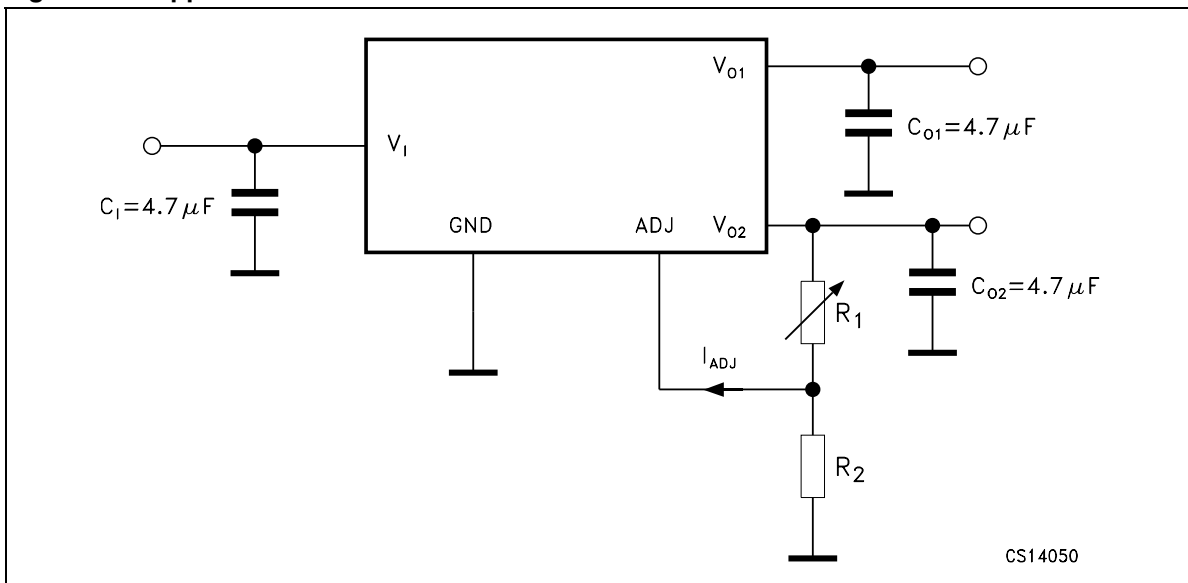 V_O1
C_O1=4.7µF
V_I
C_I=4.7µF
GND
ADJ
V_O2
C_O2=4.7µF
R_1
I_ADJ
R_2
CS14050